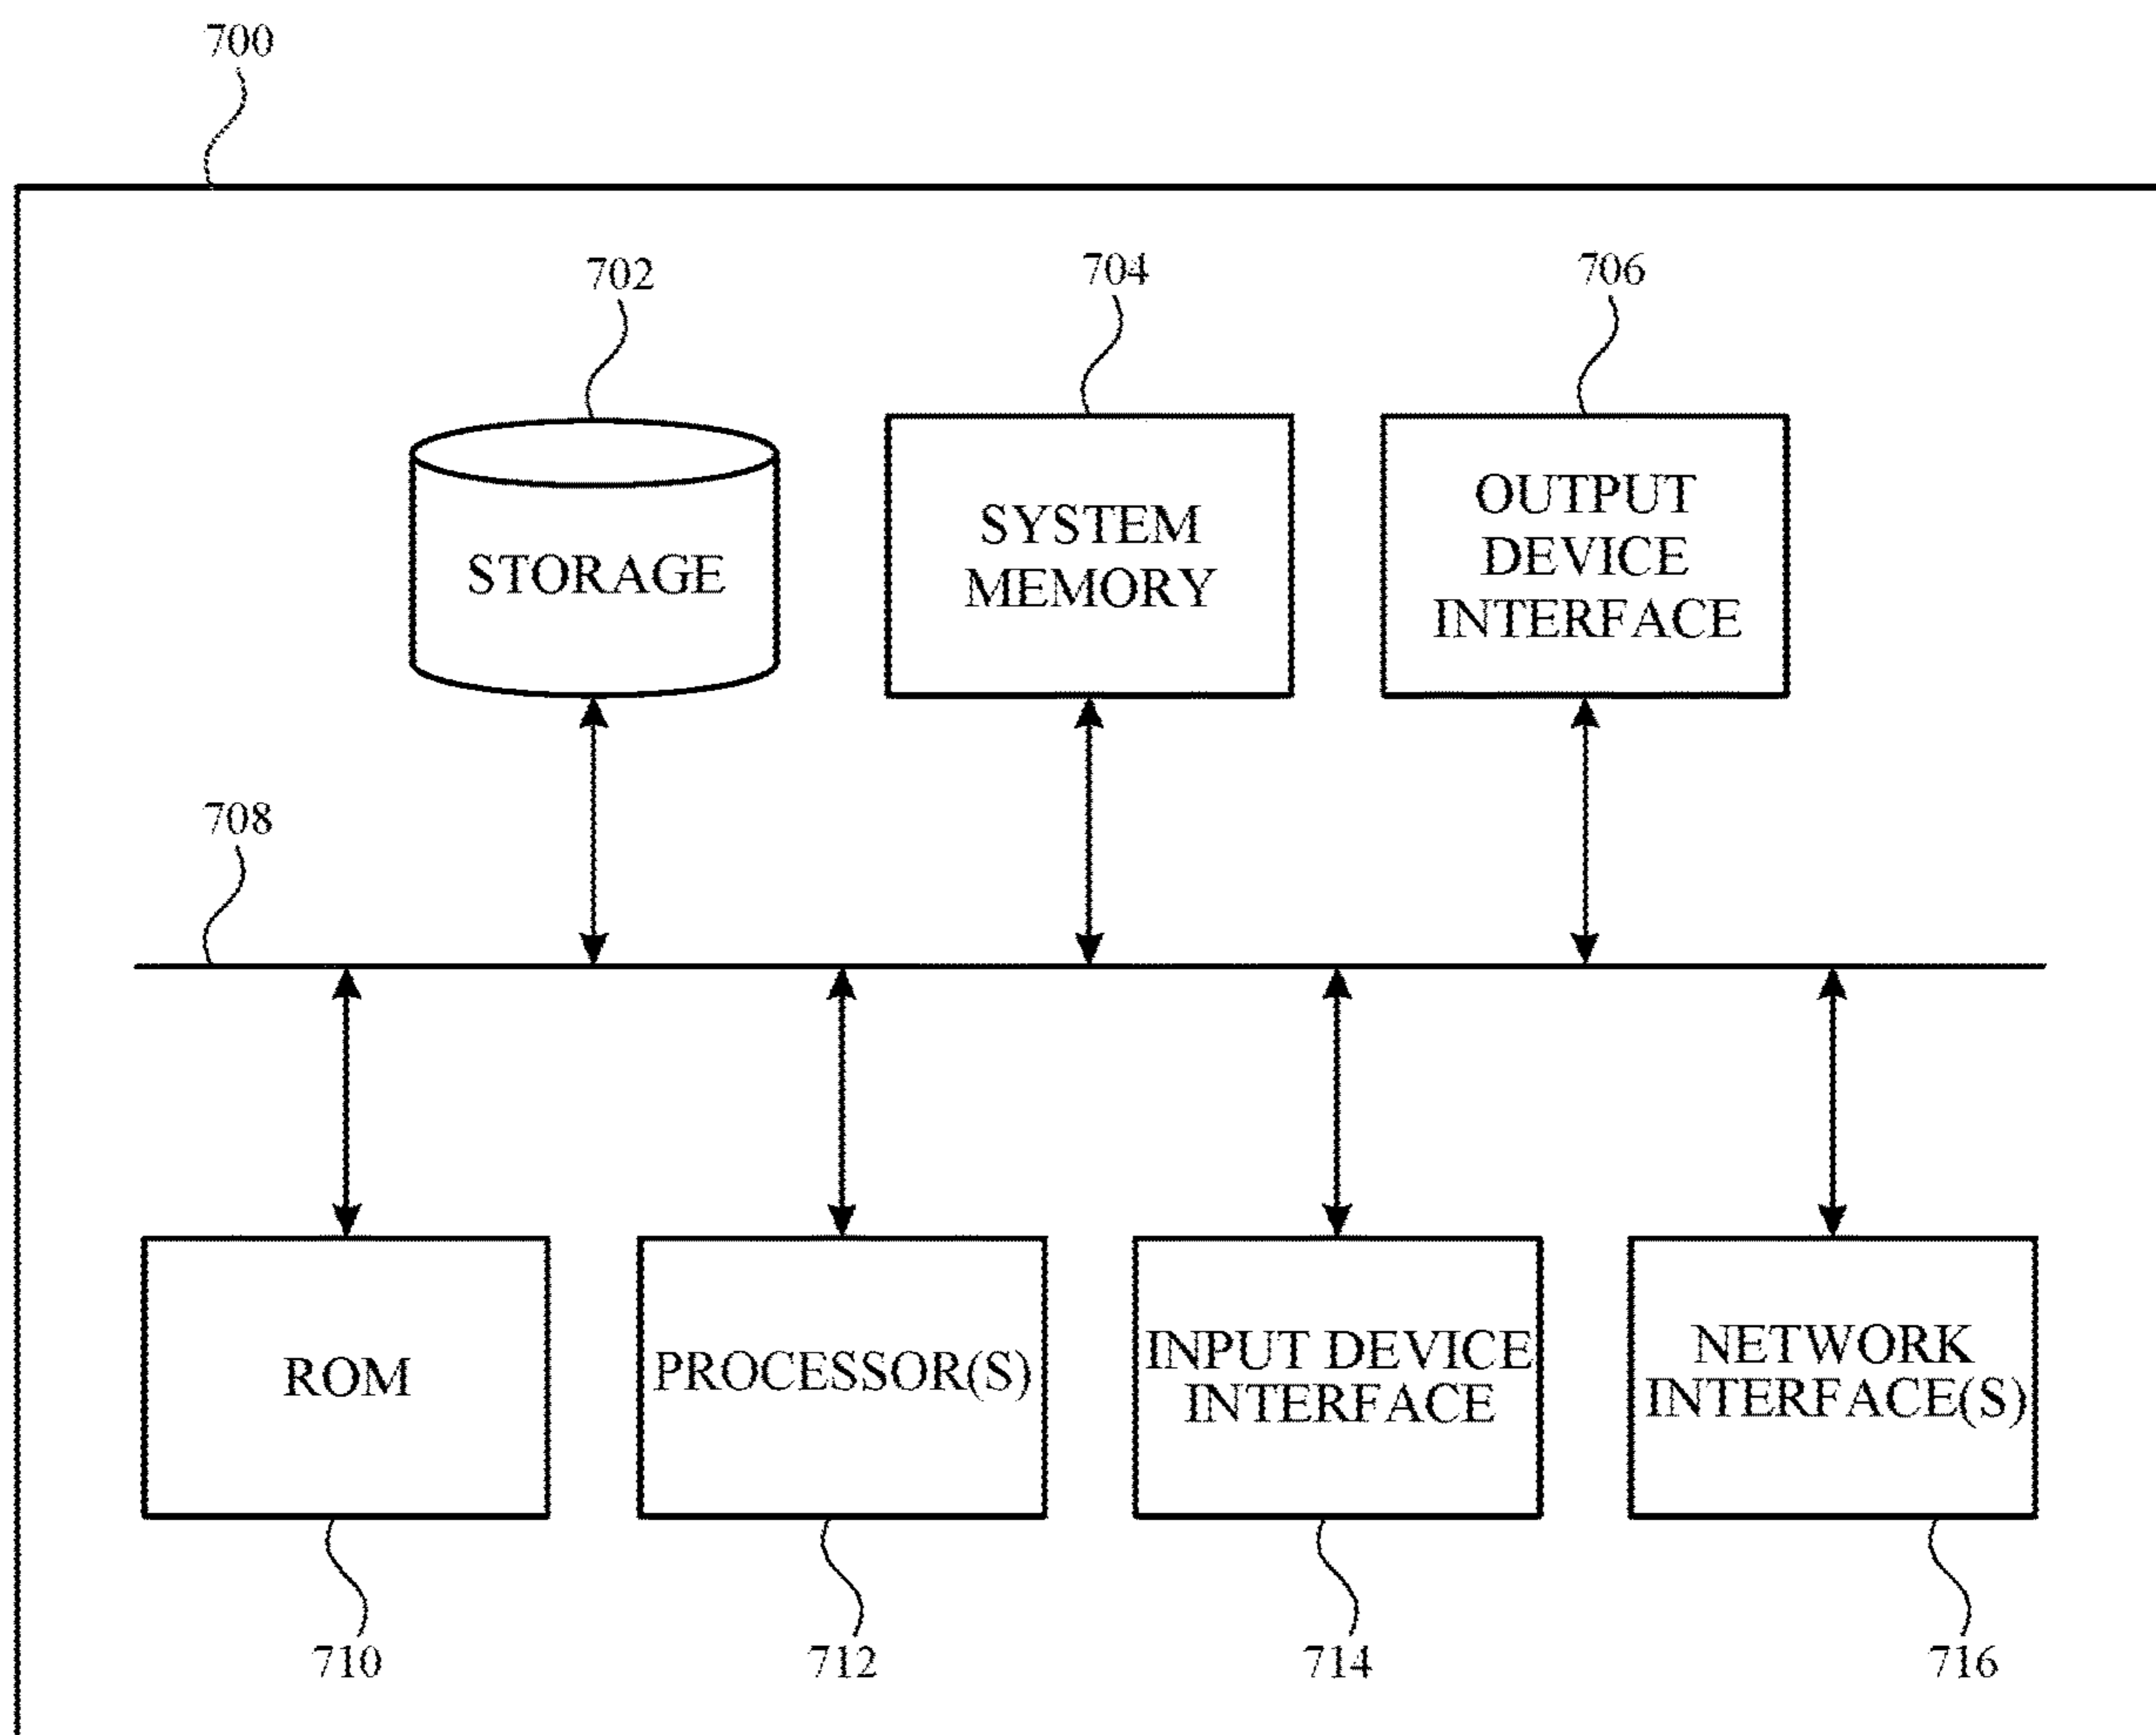 700
702
704
706
STORAGE
SYSTEM
MEMORY
OUTPUT
DEVICE
INTERFACE
708
ROM
PROCESSOR(S)
INPUT DEVICE
INTERFACE
NETWORK
INTERFACE(S)
710
712
714
716